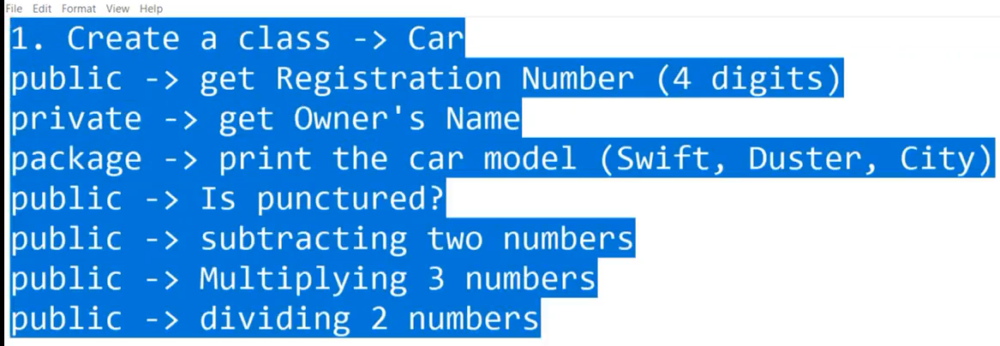 File Edit Format View Help
1. Create a class -> Car
public -> get Registration Number (4 digits)
private -> get Owner's Name
package -> print the car model (Swift, Duster, City)
public -> Is punctured?
public -> subtracting two numbers
public -> Multiplying 3 numbers
public -> dividing 2 numbers